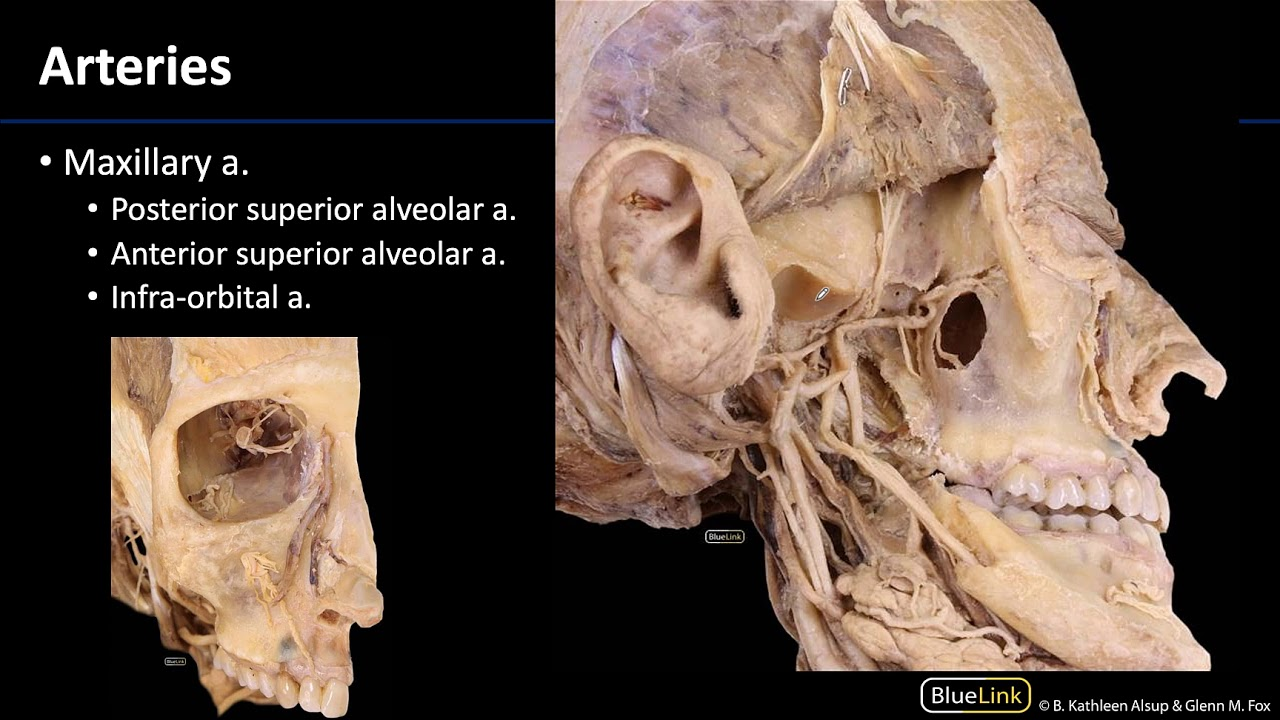 Arteries
• Maxillary a.
• Posterior superior alveolar a.
• Anterior superior alveolar a.
• Infra-orbital a.
BlueLink
BlueLink
BlueLink
© B. Kathleen Alsup & Glenn M. Fox